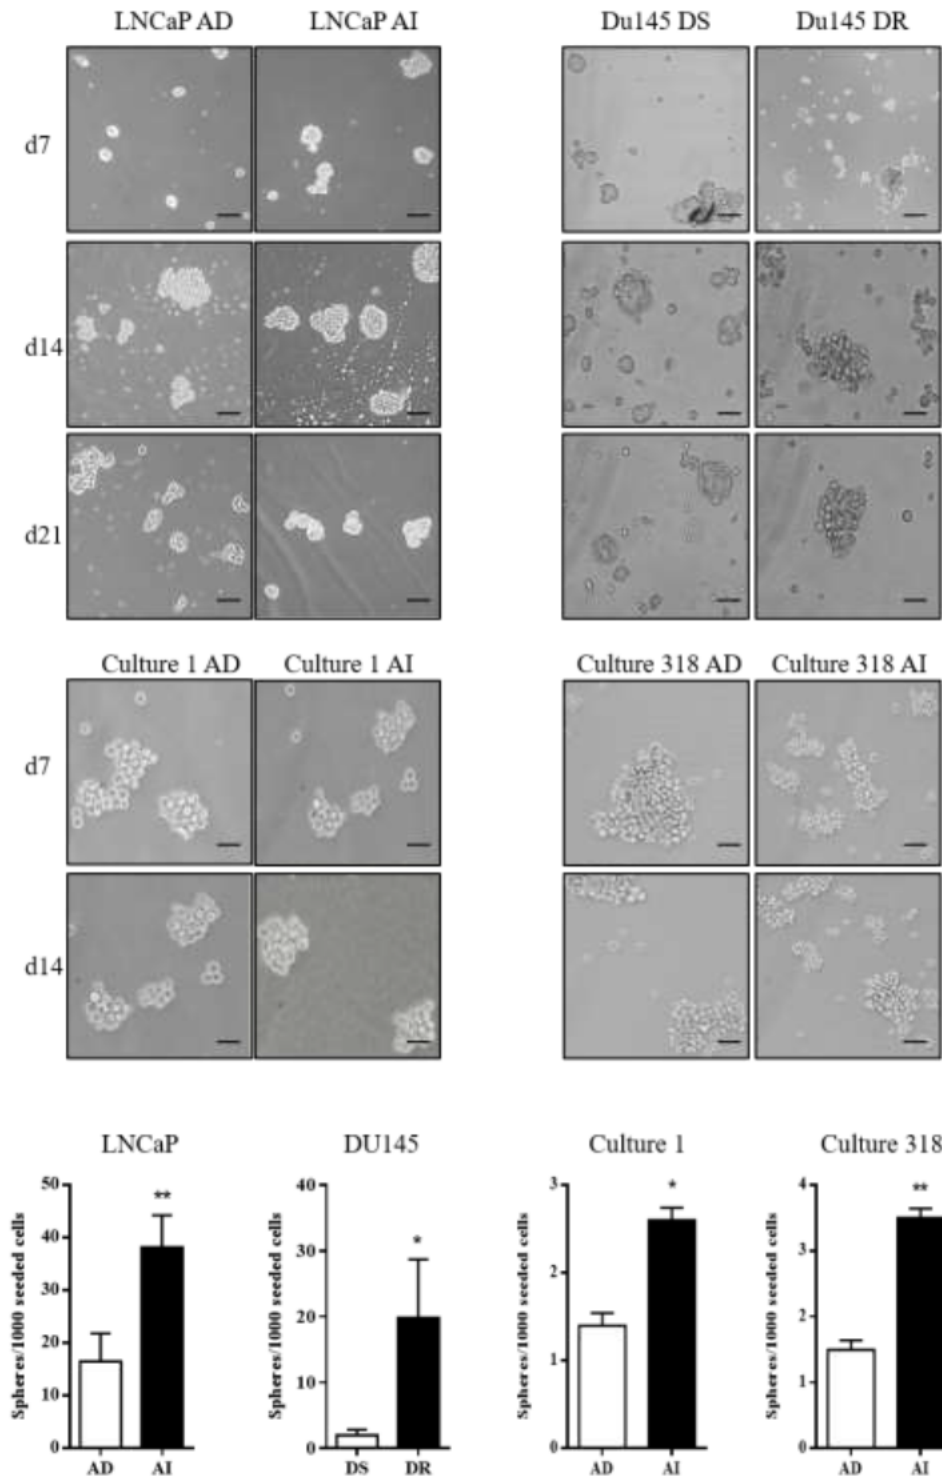 LNCaP AD LNCaP AI Du145 DS Du145 DR
d7
d14
d21
Culture 1 AD Culture 1 AI Culture 318 AD Culture 318 AI
d7
d14
LNCaP DU145 Culture 1 Culture 318
Spheres/1000 seeded cells
50
40
30
20
10
0
**
AD AI
Spheres/1000 seeded cells
40
30
20
10
0
*
DS DR
Spheres/1000 seeded cells
3
2
1
0
*
AD AI
Spheres/1000 seeded cells
4
3
2
1
0
**
AD AI